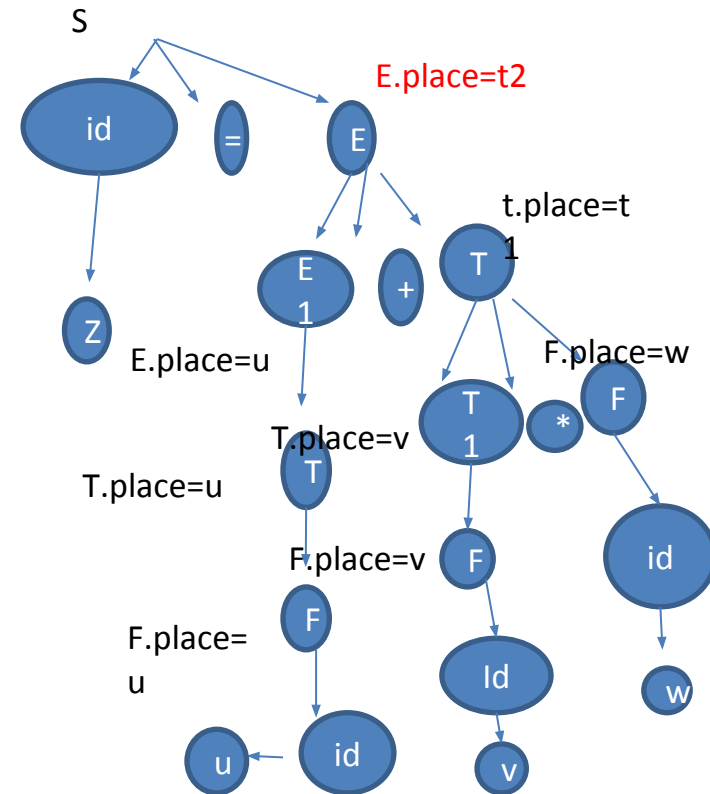 S
E.place=t2
id
=
E
t.place=t
1
E
1
+
T
Z
E.place=u
F.place=w
T
1
*
F
T.place=v
T
T.place=u
F.place=v
F
id
F
F.place=
u
Id
w
u
id
v